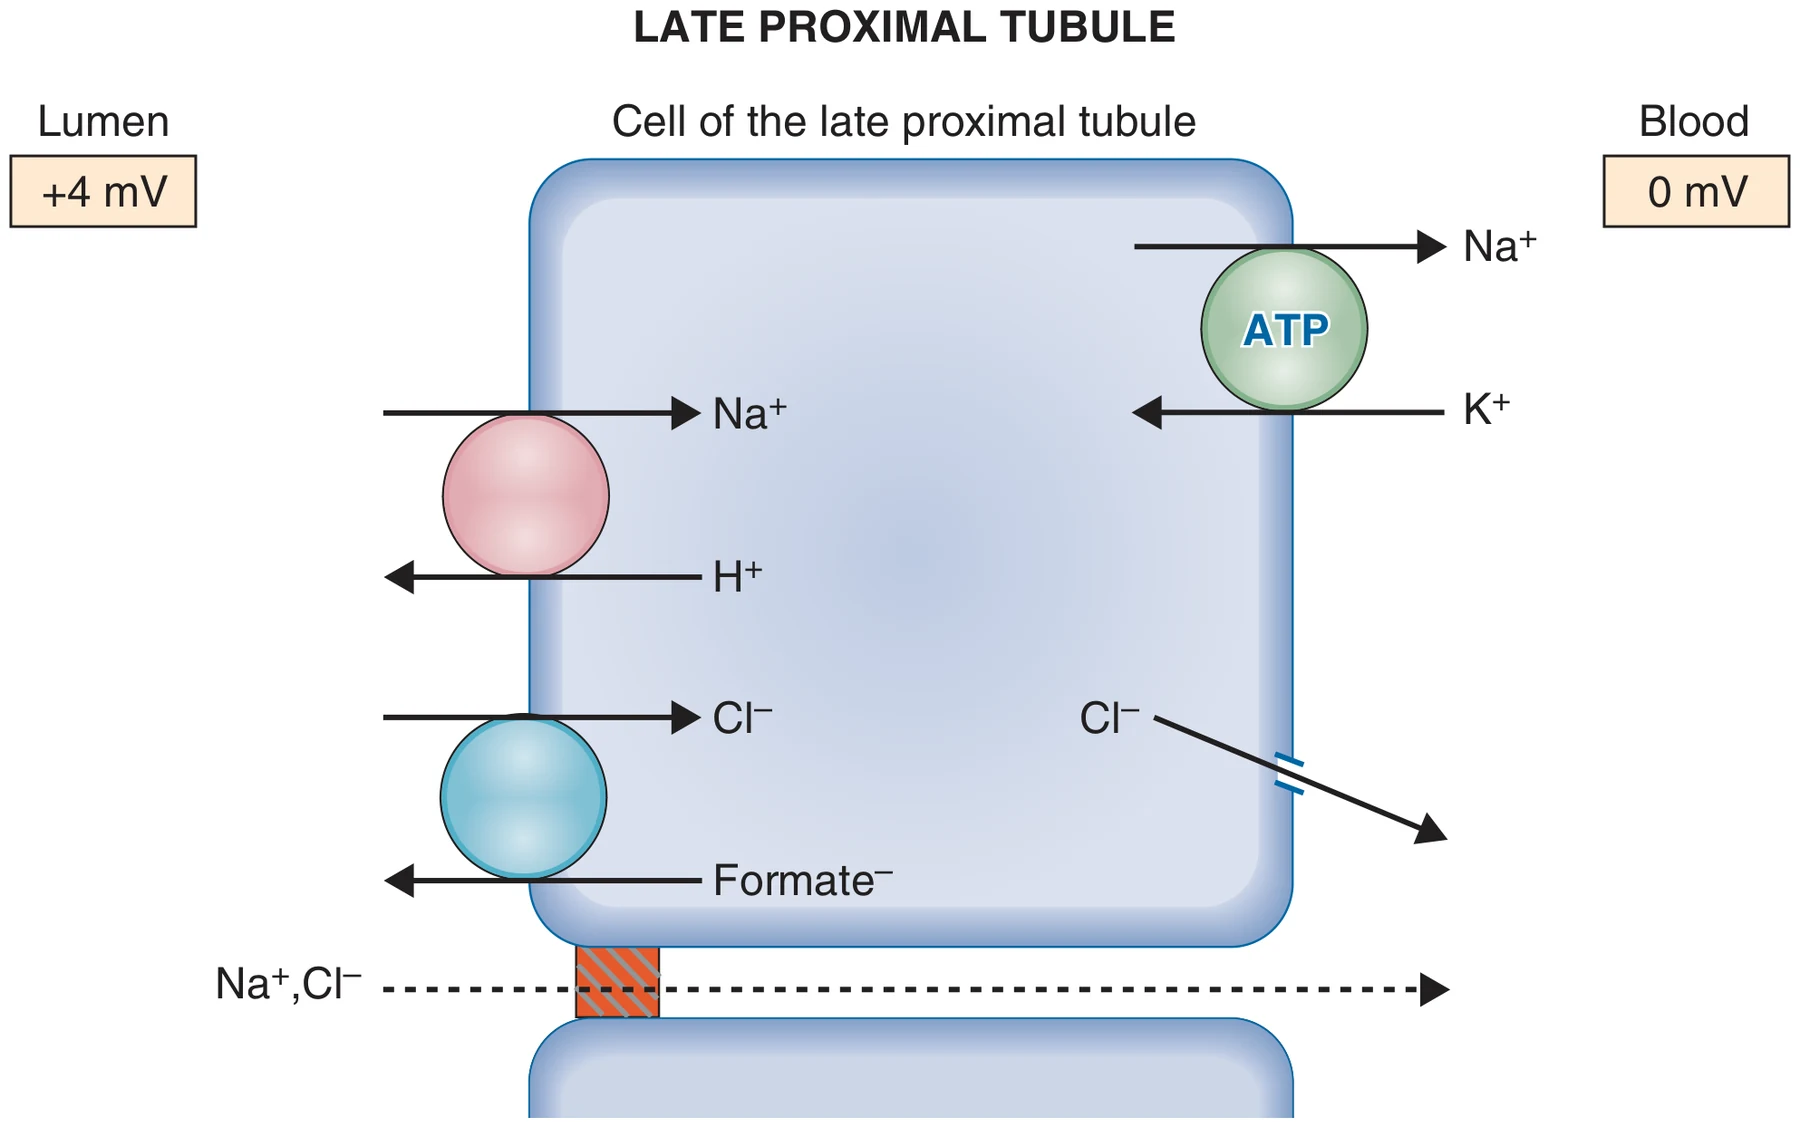 LATE PROXIMAL TUBULE
Lumen
Cell of the late proximal tubule
Blood
+4 mV
0 mV
Na⁺
ATP
Na⁺
K⁺
H⁺
Cl⁻
Cl⁻
Formate⁻
Na⁺,Cl⁻